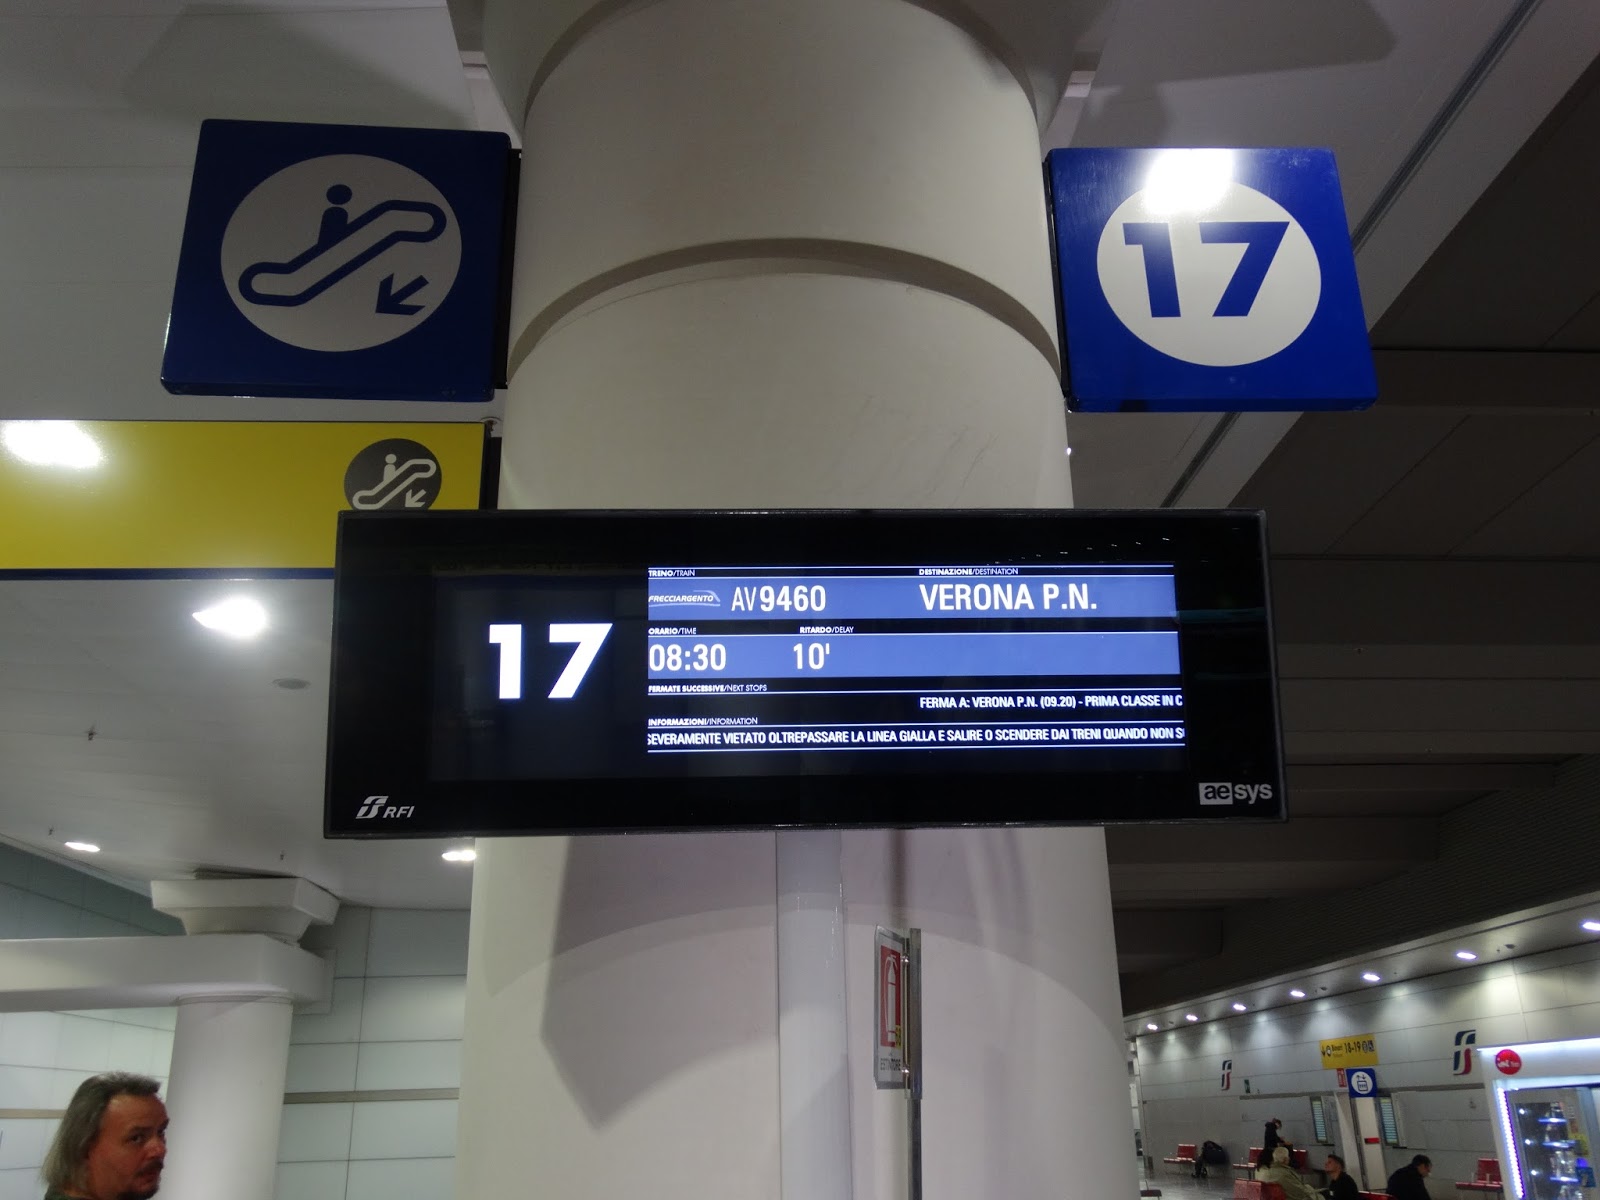 17
TRENO/TRAIN DESTINAZIONE/DESTINATION
FRECCIARGENTO AV9460 VERONA P.N.
ORARIO/TIME RITARDO/DELAY
17
08:30 10'
FERMATE SUCCESSIVE/NEXT STOPS
FERMA A: VERONA P.N. (09.20) - PRIMA CLASSE IN C
INFORMAZIONI/INFORMATION
SEVERAMENTE VIETATO OLTREPASSARE LA LINEA GIALLA E SALIRE O SCENDERE DAI TRENI QUANDO NON S
RFI
aesys
18-19